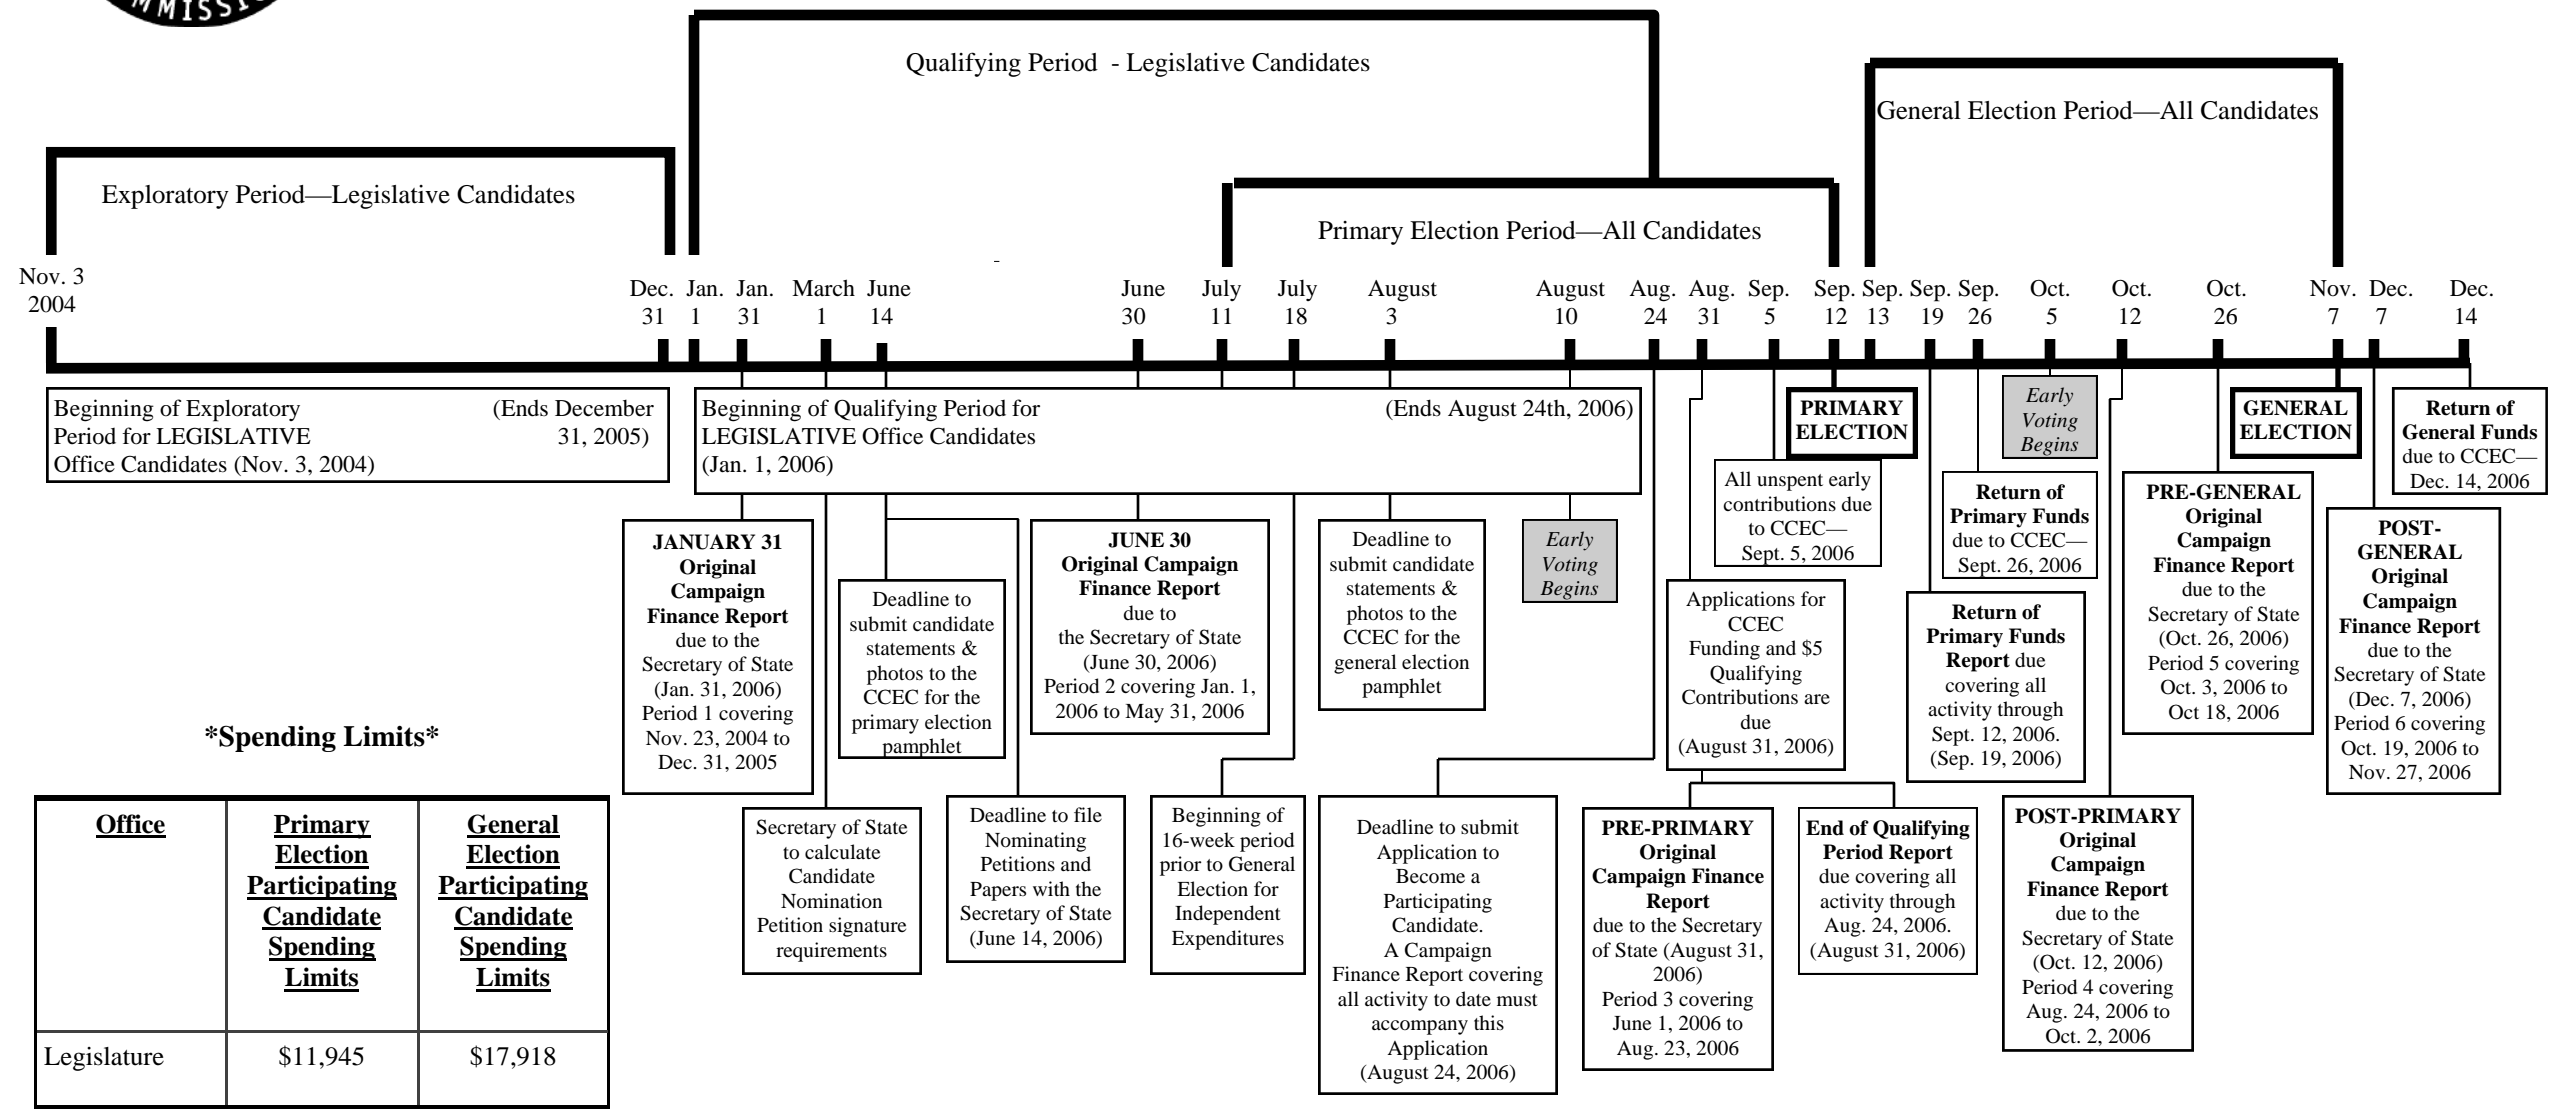 MMISSIO
Qualifying Period - Legislative Candidates
General Election Period—All Candidates
Exploratory Period—Legislative Candidates
Primary Election Period—All Candidates
-
Nov. 3
2004
Dec.
31
Jan.
1
Jan.
31
March
1
June
14
June
30
July
11
July
18
August
3
August
10
Aug.
24
Aug.
31
Sep.
5
Sep.
12
Sep.
13
Sep.
19
Sep.
26
Oct.
5
Oct.
12
Oct.
26
Nov.
7
Dec.
7
Dec.
14
Beginning of Exploratory
Period for LEGISLATIVE
Office Candidates (Nov. 3, 2004)
(Ends December
31, 2005)
Beginning of Qualifying Period for
LEGISLATIVE Office Candidates
(Jan. 1, 2006)
(Ends August 24th, 2006)
PRIMARY
ELECTION
Early
Voting
Begins
GENERAL
ELECTION
Return of
General Funds
due to CCEC—
Dec. 14, 2006
All unspent early
contributions due
to CCEC—
Sept. 5, 2006
Return of
Primary Funds
due to CCEC—
Sept. 26, 2006
PRE-GENERAL
Original
Campaign
Finance Report
due to the
Secretary of State
(Oct. 26, 2006)
Period 5 covering
Oct. 3, 2006 to
Oct 18, 2006
POST-
GENERAL
Original
Campaign
Finance Report
due to the
Secretary of State
(Dec. 7, 2006)
Period 6 covering
Oct. 19, 2006 to
Nov. 27, 2006
JANUARY 31
Original
Campaign
Finance Report
due to the
Secretary of State
(Jan. 31, 2006)
Period 1 covering
Nov. 23, 2004 to
Dec. 31, 2005
Deadline to
submit candidate
statements &
photos to the
CCEC for the
primary election
pamphlet
JUNE 30
Original Campaign
Finance Report
due to
the Secretary of State
(June 30, 2006)
Period 2 covering Jan. 1,
2006 to May 31, 2006
Deadline to
submit candidate
statements &
photos to the
CCEC for the
general election
pamphlet
Early
Voting
Begins
Applications for
CCEC
Funding and $5
Qualifying
Contributions are
due
(August 31, 2006)
Return of
Primary Funds
Report due
covering all
activity through
Sept. 12, 2006.
(Sep. 19, 2006)
Secretary of State
to calculate
Candidate
Nomination
Petition signature
requirements
Deadline to file
Nominating
Petitions and
Papers with the
Secretary of State
(June 14, 2006)
Beginning of
16-week period
prior to General
Election for
Independent
Expenditures
Deadline to submit
Application to
Become a
Participating
Candidate.
A Campaign
Finance Report covering
all activity to date must
accompany this
Application
(August 24, 2006)
PRE-PRIMARY
Original
Campaign Finance
Report
due to the Secretary
of State (August 31,
2006)
Period 3 covering
June 1, 2006 to
Aug. 23, 2006
End of Qualifying
Period Report
due covering all
activity through
Aug. 24, 2006.
(August 31, 2006)
POST-PRIMARY
Original
Campaign
Finance Report
due to the
Secretary of State
(Oct. 12, 2006)
Period 4 covering
Aug. 24, 2006 to
Oct. 2, 2006
*Spending Limits*
Office
Primary
Election
Participating
Candidate
Spending
Limits
General
Election
Participating
Candidate
Spending
Limits
Legislature
$11,945
$17,918